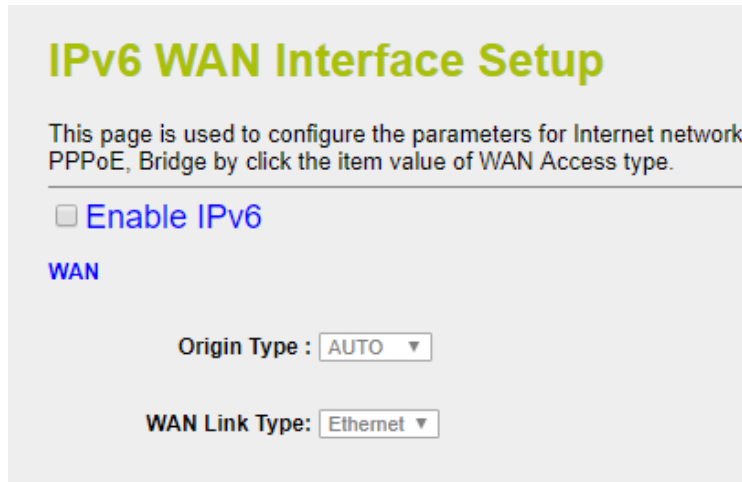 IPv6 WAN Interface Setup
This page is used to configure the parameters for Internet network
PPPoE, Bridge by click the item value of WAN Access type.
Enable IPv6
WAN
Origin Type : AUTO
WAN Link Type: Ethernet